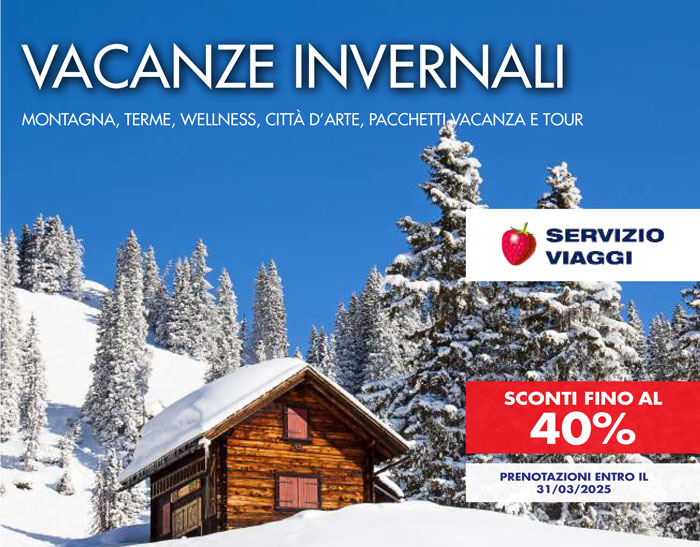 VACANZE INVERNALI
MONTAGNA, TERME, WELLNESS, CITTÀ D'ARTE, PACCHETTI VACANZA E TOUR
SERVIZIO
VIAGGI
SCONTI FINO AL
40%
PRENOTAZIONI ENTRO IL
31/03/2025